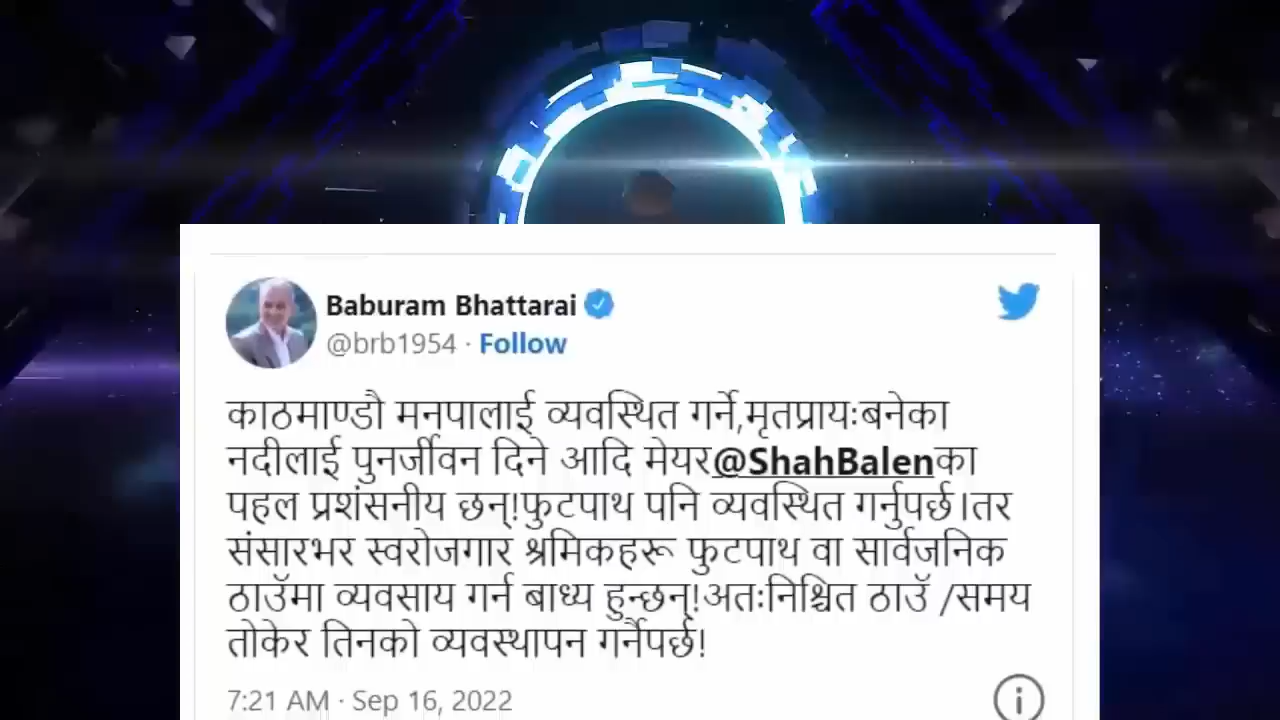 Baburam Bhattarai
@brb1954 · Follow
काठमाण्डौ मनपालाई व्यवस्थित गर्ने,मृतप्रायःबनेका
नदीलाई पुनर्जीवन दिने आदि मेयर@ShahBalenका
पहल प्रशंसनीय छन्!फुटपाथ पनि व्यवस्थित गर्नुपर्छ।तर
संसारभर स्वरोजगार श्रमिकहरू फुटपाथ वा सार्वजनिक
ठाउँमा व्यवसाय गर्न बाध्य हुन्छन्!अतःनिश्चित ठाउँ /समय
तोकेर तिनको व्यवस्थापन गर्नैपर्छ!
7:21 AM · Sep 16, 2022